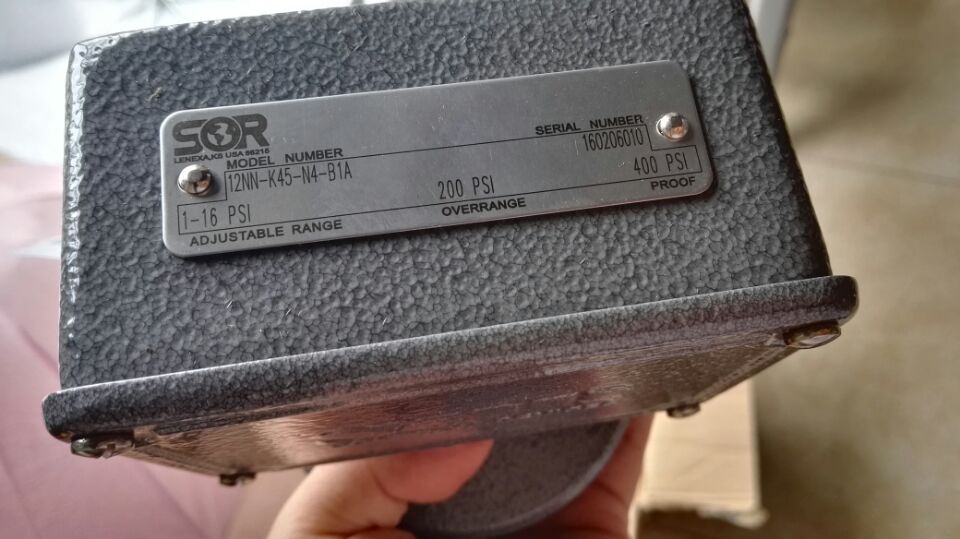 SOR
LENEXA,KS USA 66215
MODEL NUMBER
12NN-K45-N4-B1A
SERIAL NUMBER
160206010
1-16 PSI
ADJUSTABLE RANGE
200 PSI
OVERRANGE
400 PSI
PROOF